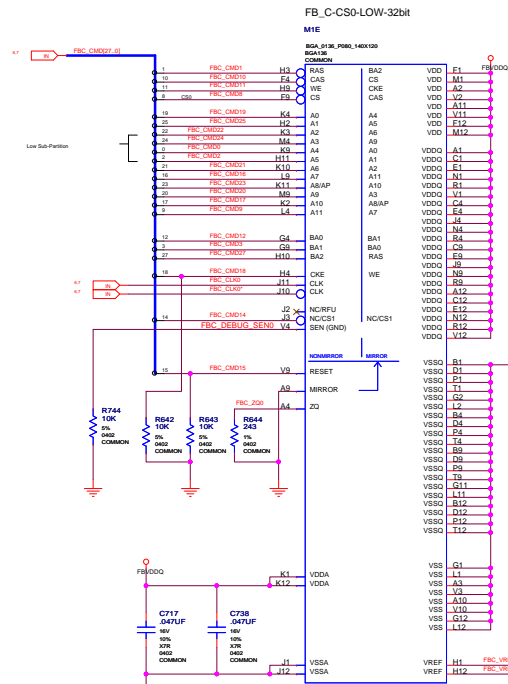 FB_C-CS0-LOW-32bit
M1E
BGA_0136_P080_140X120
BGA136
COMMON
FBVDDQ
6,7 IN FBC_CMD[27..0]
1 FBC_CMD1 H3 RAS BA2 VDD F1
10 FBC_CMD10 F4 CAS CS VDD M1
11 FBC_CMD11 H9 WE CKE VDD A2
8 CS0 FBC_CMD8 F9 CS CAS VDD V2
VDD A11
19 FBC_CMD19 K4 A0 A4 VDD V11
25 FBC_CMD25 H2 A1 A5 VDD F12
22 FBC_CMD22 K3 A2 A6 VDD M12
24 FBC_CMD24 M4 A3 A9
Low Sub-Partition
0 FBC_CMD0 K9 A4 A0 VDDQ A1
2 FBC_CMD2 H11 A5 A1 VDDQ C1
21 FBC_CMD21 K10 A6 A2 VDDQ E1
16 FBC_CMD16 L9 A7 A11 VDDQ N1
23 FBC_CMD23 K11 A8/AP A10 VDDQ R1
20 FBC_CMD20 M9 A9 A3 VDDQ V1
17 FBC_CMD17 K2 A10 A8/AP VDDQ C4
9 FBC_CMD9 L4 A11 A7 VDDQ E4
VDDQ J4
VDDQ N4
12 FBC_CMD12 G4 BA0 BA1 VDDQ R4
3 FBC_CMD3 G9 BA1 BA0 VDDQ C9
27 FBC_CMD27 H10 BA2 RAS VDDQ E9
VDDQ J9
18 FBC_CMD18 H4 CKE WE VDDQ N9
6,7 IN FBC_CLK0 J11 CLK VDDQ R9
6,7 IN FBC_CLK0* J10 CLK VDDQ A12
VDDQ C12
VDDQ E12
J2 NC/RFU VDDQ N12
14 FBC_CMD14 J3 NC/CS1 NC/CS1 VDDQ R12
FBC_DEBUG_SEN0 V4 SEN (GND) VDDQ V12
NONMIRROR MIRROR
VSSQ B1
15 FBC_CMD15 V9 RESET VSSQ D1
VSSQ P1
VSSQ T1
A9 MIRROR VSSQ G2
VSSQ L2
FBC_ZQ0 A4 ZQ VSSQ B4
VSSQ D4
VSSQ P4
VSSQ T4
VSSQ B9
VSSQ D9
VSSQ P9
VSSQ T9
VSSQ G11
VSSQ L11
VSSQ B12
VSSQ D12
VSSQ P12
VSSQ T12
R744
10K
5%
0402
COMMON
R642
10K
5%
0402
COMMON
R643
10K
5%
0402
COMMON
R644
243
1%
0402
COMMON
FBVDDQ
K1 VDDA
K12 VDDA
VSS G1
VSS L1
VSS A3
VSS V3
VSS A10
VSS V10
VSS G12
VSS L12
C717
.047UF
16V
10%
X7R
0402
COMMON
C738
.047UF
16V
10%
X7R
0402
COMMON
J1 VSSA VREF H1
J12 VSSA VREF H12